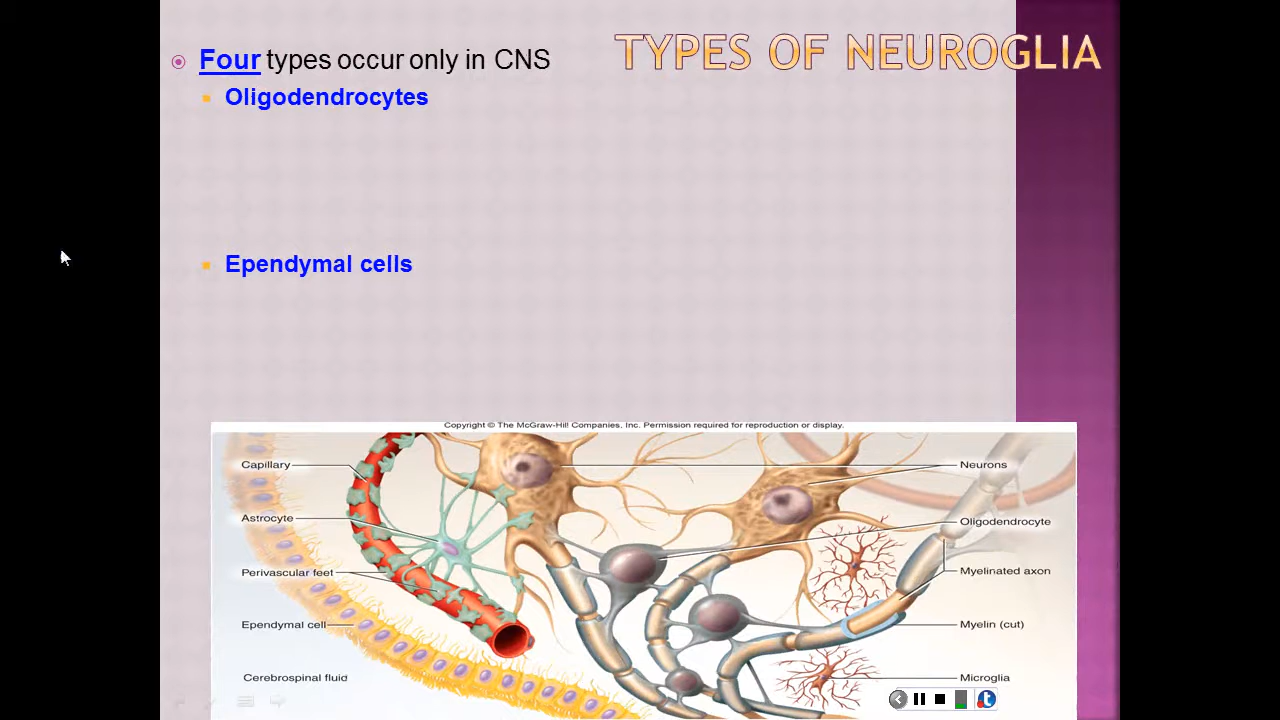 TYPES OF NEUROGLIA
Four types occur only in CNS
Oligodendrocytes
Ependymal cells
Copyright © The McGraw-Hill Companies, Inc. Permission required for reproduction or display.
Capillary
Neurons
Astrocyte
Oligodendrocyte
Perivascular feet
Myelinated axon
Ependymal cell
Myelin (cut)
Cerebrospinal fluid
Microglia
t